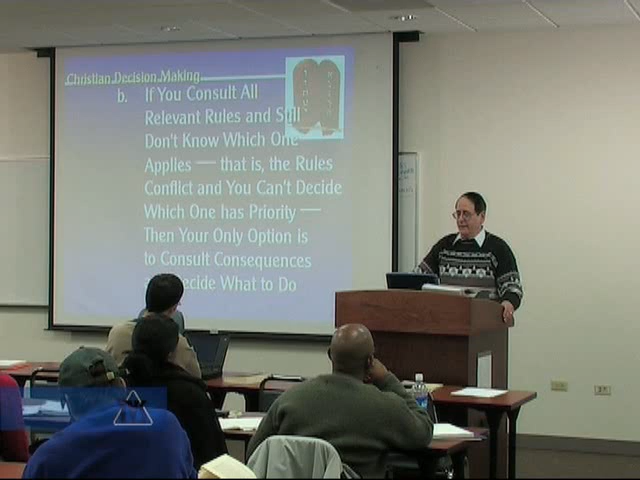 Christian Decision Making
b. If You Consult All
Relevant Rules and Still
Don't Know Which One
Applies — that is, the Rules
Conflict and You Can't Decide
Which One has Priority —
Then Your Only Option is
to Consult Consequences
Decide What to Do